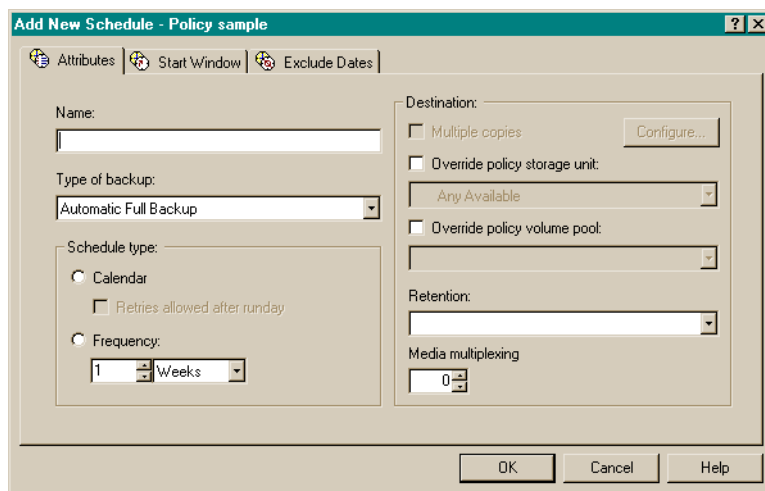 Add New Schedule - Policy sample
Attributes
Start Window
Exclude Dates
Name:
Type of backup:
Automatic Full Backup
Schedule type:
Calendar
Retries allowed after runday
Frequency:
1
Weeks
Destination:
Multiple copies
Configure...
Override policy storage unit:
Any Available
Override policy volume pool:
Retention:
Media multiplexing
0
OK
Cancel
Help